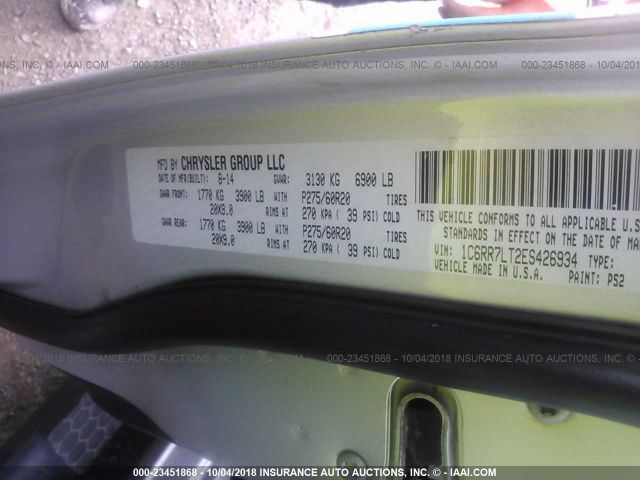 000-23451868 - 10/04/2018 INSURANCE AUTO AUCTIONS, INC. © - IAAI.COM
MFD BY CHRYSLER GROUP LLC
DATE OF MFR(BUILT): 8-14 GVWR: 3130 KG 6900 LB
GAWR FRONT: 1770 KG 3900 LB WITH P275/60R20 TIRES
20X9.0 RIMS AT 270 KPA ( 39 PSI) COLD
GAWR REAR: 1770 KG 3900 LB WITH P275/60R20 TIRES
20X9.0 RIMS AT 270 KPA ( 39 PSI) COLD
THIS VEHICLE CONFORMS TO ALL APPLICABLE U.S
STANDARDS IN EFFECT ON THE DATE OF MA
VIN: 1C6RR7LT2ES426934 TYPE:
VEHICLE MADE IN U.S.A. PAINT: PS2
000-23451868 - 10/04/2018 INSURANCE AUTO AUCTIONS, INC. © - IAAI.
000-23451868 - 10/04/2018 INSURANCE AUTO AUCTIONS, INC. © - IAAI.COM